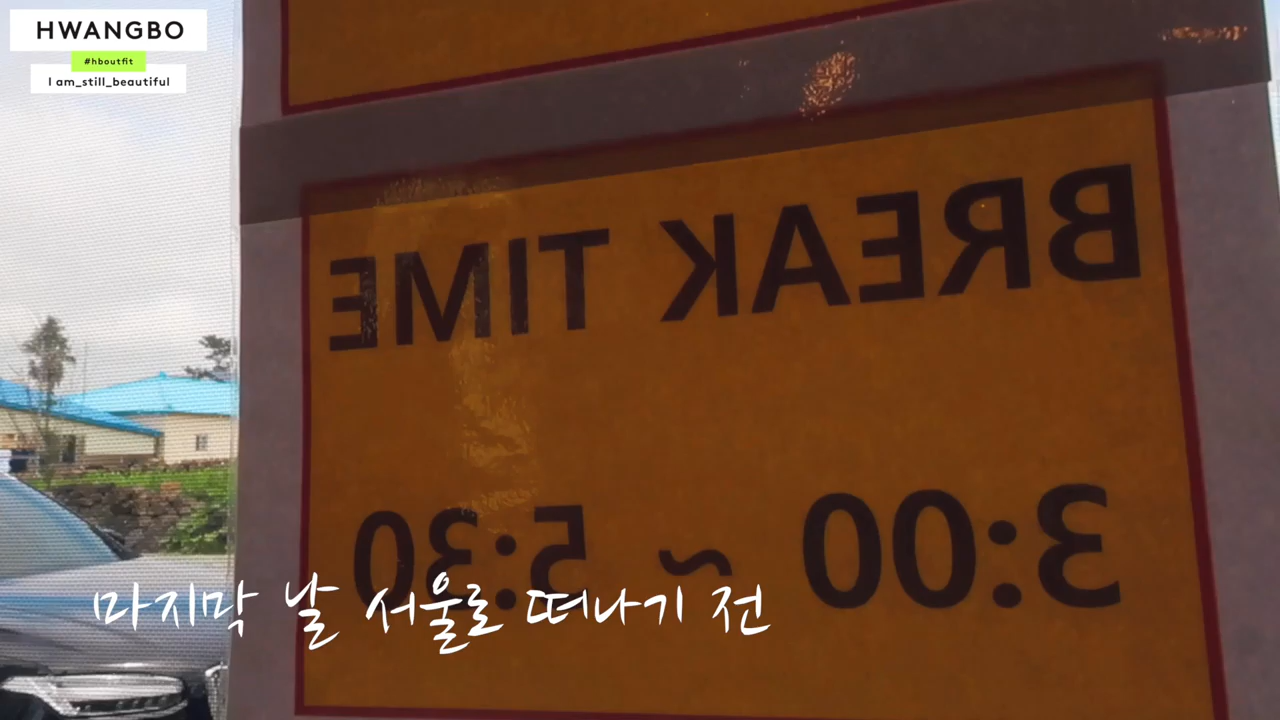 HWANGBO
#hboutfit
I am_still_beautiful
BREAK TIME
3:00 ~ 5:30
마지막 날 서울로 떠나기 전